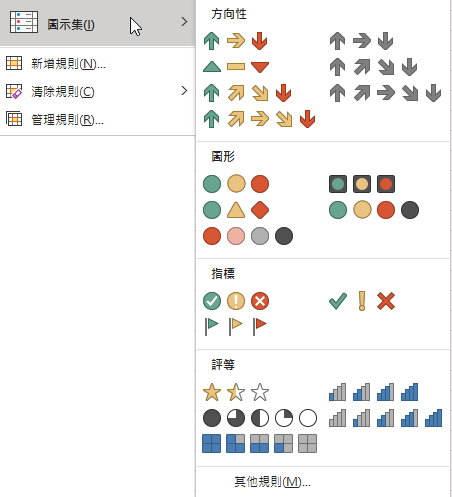 圖示集(I)
新增規則(N)...
清除規則(C)
管理規則(R)...
方向性
圖形
指標
評等
其他規則(M)...